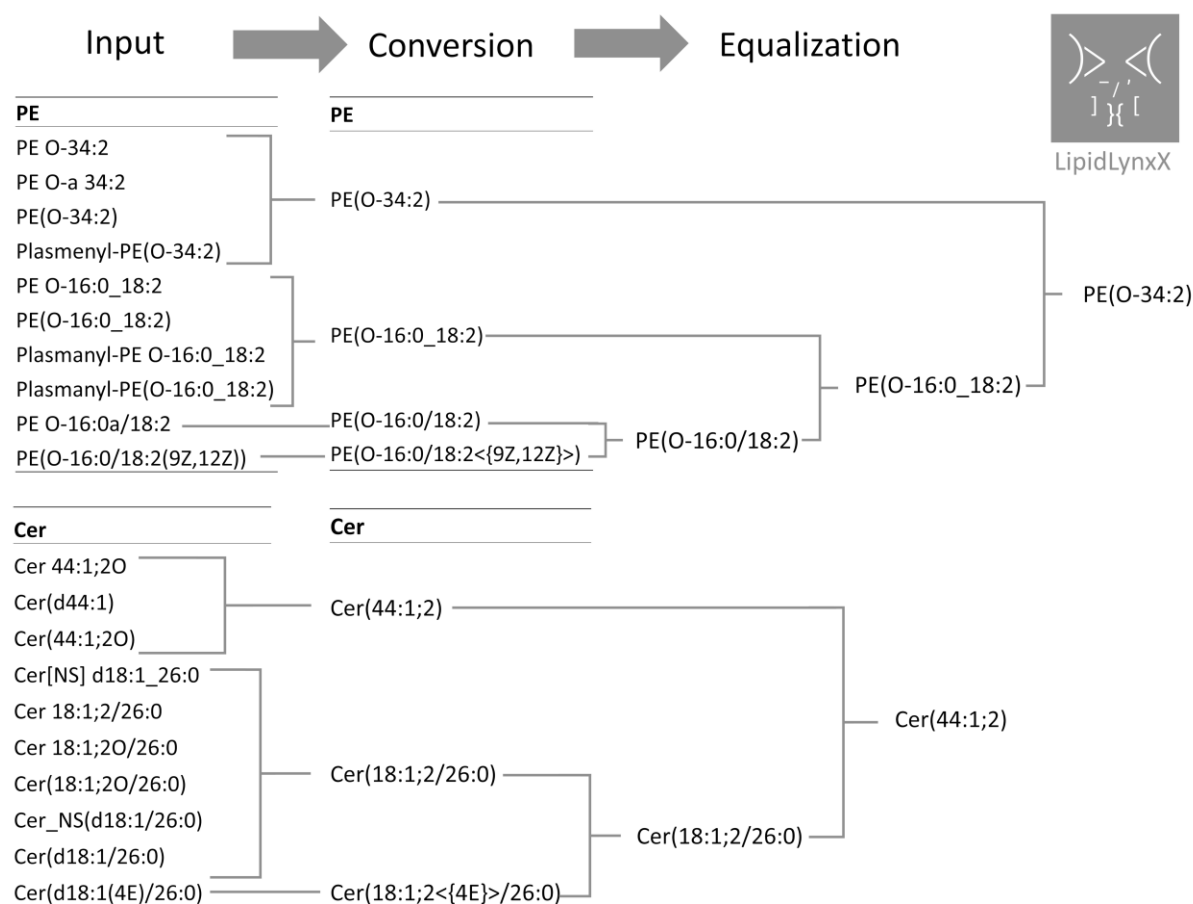 Input
Conversion
Equalization
LipidLynxX
PE
PE O-34:2
PE O-a 34:2
PE(O-34:2)
Plasmenyl-PE(O-34:2)
PE O-16:0_18:2
PE(O-16:0_18:2)
Plasmanyl-PE O-16:0_18:2
Plasmanyl-PE(O-16:0_18:2)
PE O-16:0a/18:2
PE(O-16:0/18:2(9Z,12Z))
PE
PE(O-34:2)
PE(O-16:0_18:2)
PE(O-16:0/18:2)
PE(O-16:0/18:2<{9Z,12Z}>)
PE(O-16:0/18:2)
PE(O-16:0_18:2)
PE(O-34:2)
Cer
Cer 44:1;2O
Cer(d44:1)
Cer(44:1;2O)
Cer[NS] d18:1_26:0
Cer 18:1;2/26:0
Cer 18:1;2O/26:0
Cer(18:1;2O/26:0)
Cer_NS(d18:1/26:0)
Cer(d18:1/26:0)
Cer(d18:1(4E)/26:0)
Cer
Cer(44:1;2)
Cer(18:1;2/26:0)
Cer(18:1;2<{4E}>/26:0)
Cer(18:1;2/26:0)
Cer(44:1;2)